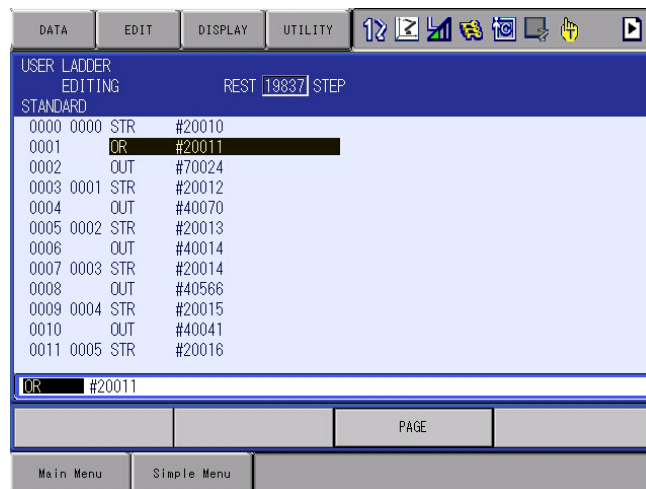 DATA EDIT DISPLAY UTILITY
USER LADDER
EDITING REST 19837 STEP
STANDARD
0000 0000 STR #20010
0001 OR #20011
0002 OUT #70024
0003 0001 STR #20012
0004 OUT #40070
0005 0002 STR #20013
0006 OUT #40014
0007 0003 STR #20014
0008 OUT #40566
0009 0004 STR #20015
0010 OUT #40041
0011 0005 STR #20016
OR #20011
PAGE
Main Menu Simple Menu